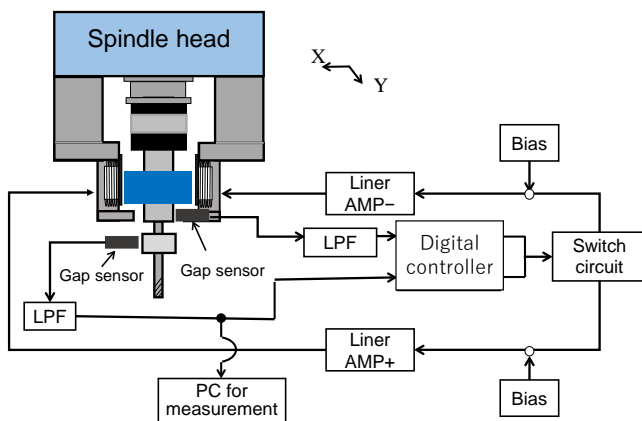 Spindle head
X
Y
Bias
Liner
AMP−
LPF
Digital
controller
Switch
circuit
Gap sensor
Gap sensor
LPF
Liner
AMP+
PC for
measurement
Bias